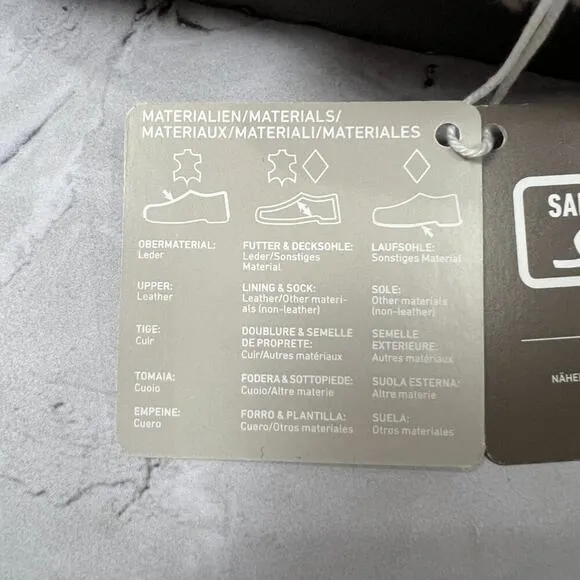 MATERIALIEN/MATERIALS/
MATERIAUX/MATERIALI/MATERIALES
OBERMATERIAL:
Leder
FUTTER & DECKSOHLE:
Leder/Sonstiges
Material
LAUFSOHLE:
Sonstiges Material
UPPER:
Leather
LINING & SOCK:
Leather/Other materi-
als (non-leather)
SOLE:
Other materials
(non-leather)
TIGE:
Cuir
DOUBLURE & SEMELLE
DE PROPRETE:
Cuir/Autres matériaux
SEMELLE
EXTERIEURE:
Autres matériaux
TOMAIA:
Cuoio
FODERA & SOTTOPIEDE:
Cuoio/Altre materie
SUOLA ESTERNA:
Altre materie
EMPEINE:
Cuero
FORRO & PLANTILLA:
Cuero/Otros materiales
SUELA:
Otros materiales